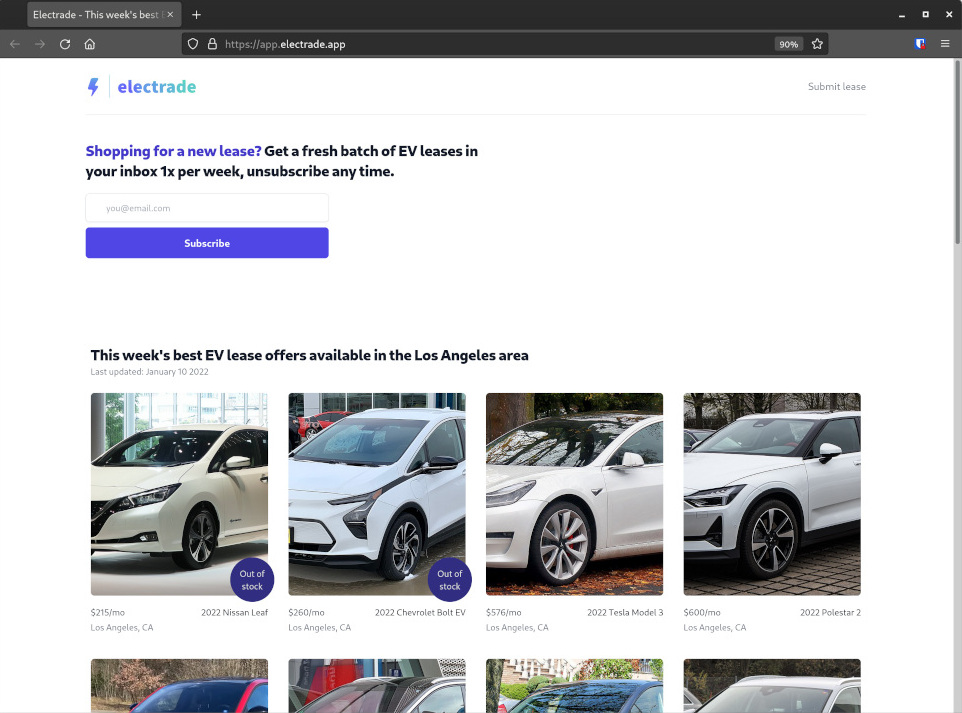 Electrade - This week's best
https://app.electrade.app
90%
electrade
Submit lease
Shopping for a new lease? Get a fresh batch of EV leases in
your inbox 1x per week, unsubscribe any time.
you@email.com
Subscribe
This week's best EV lease offers available in the Los Angeles area
Last updated: January 10 2022
Out of
stock
Out of
stock
$215/mo 2022 Nissan Leaf
Los Angeles, CA
$260/mo 2022 Chevrolet Bolt EV
Los Angeles, CA
$576/mo 2022 Tesla Model 3
Los Angeles, CA
$600/mo 2022 Polestar 2
Los Angeles, CA